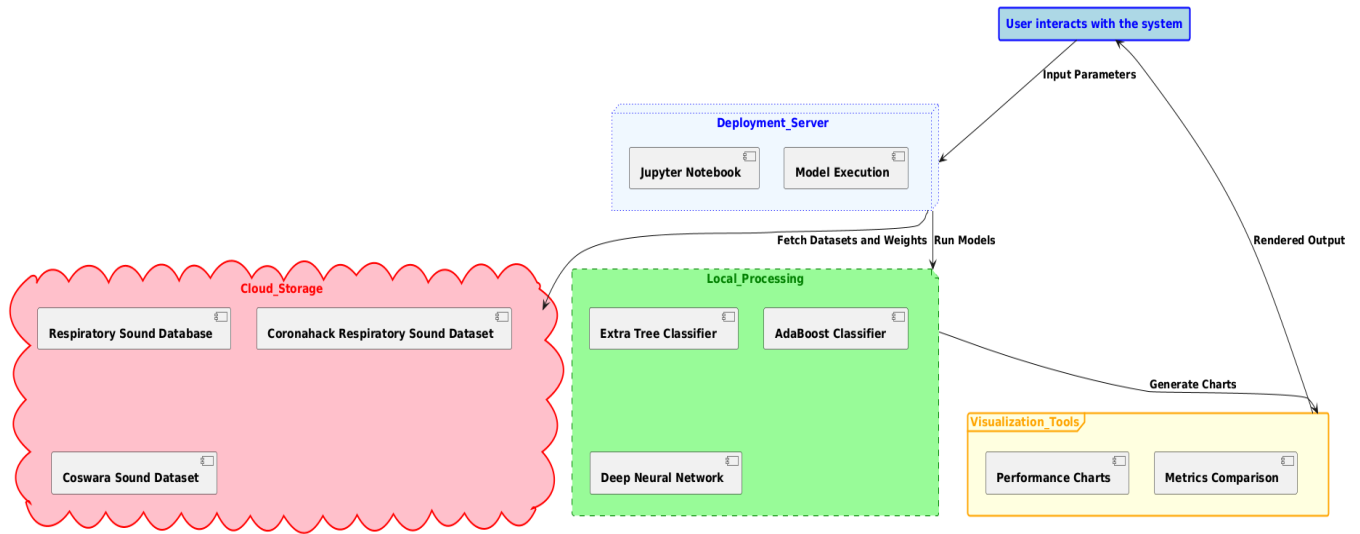 User interacts with the system
Input Parameters
Deployment_Server
Jupyter Notebook
Model Execution
Fetch Datasets and Weights
Run Models
Rendered Output
Cloud_Storage
Respiratory Sound Database
Coronahack Respiratory Sound Dataset
Coswara Sound Dataset
Local_Processing
Extra Tree Classifier
AdaBoost Classifier
Deep Neural Network
Generate Charts
Visualization_Tools
Performance Charts
Metrics Comparison